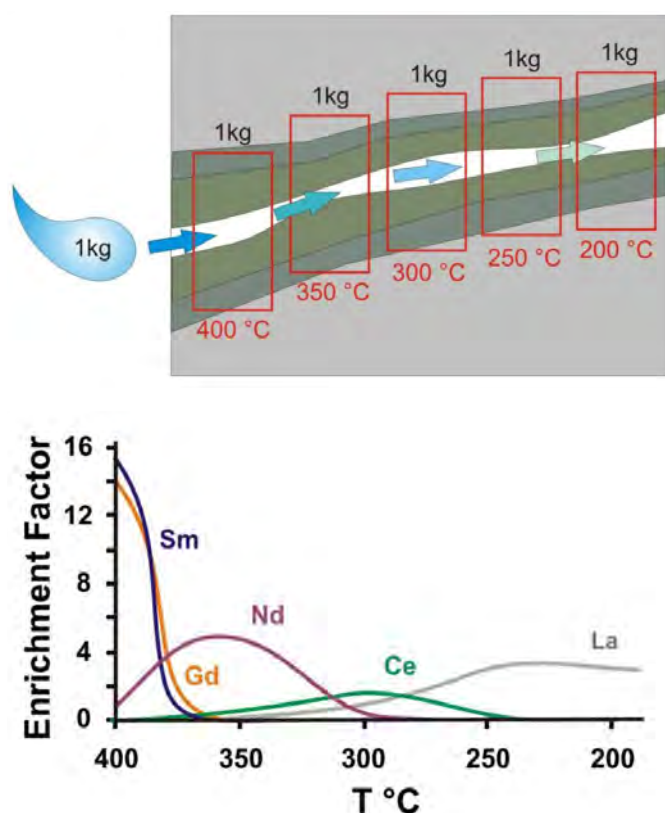 1kg
1kg
1kg
1kg
1kg
1kg
400 °C
350 °C
300 °C
250 °C
200 °C
Enrichment Factor
16
12
8
4
0
Sm
Gd
Nd
Ce
La
400 350 300 250 200
T °C